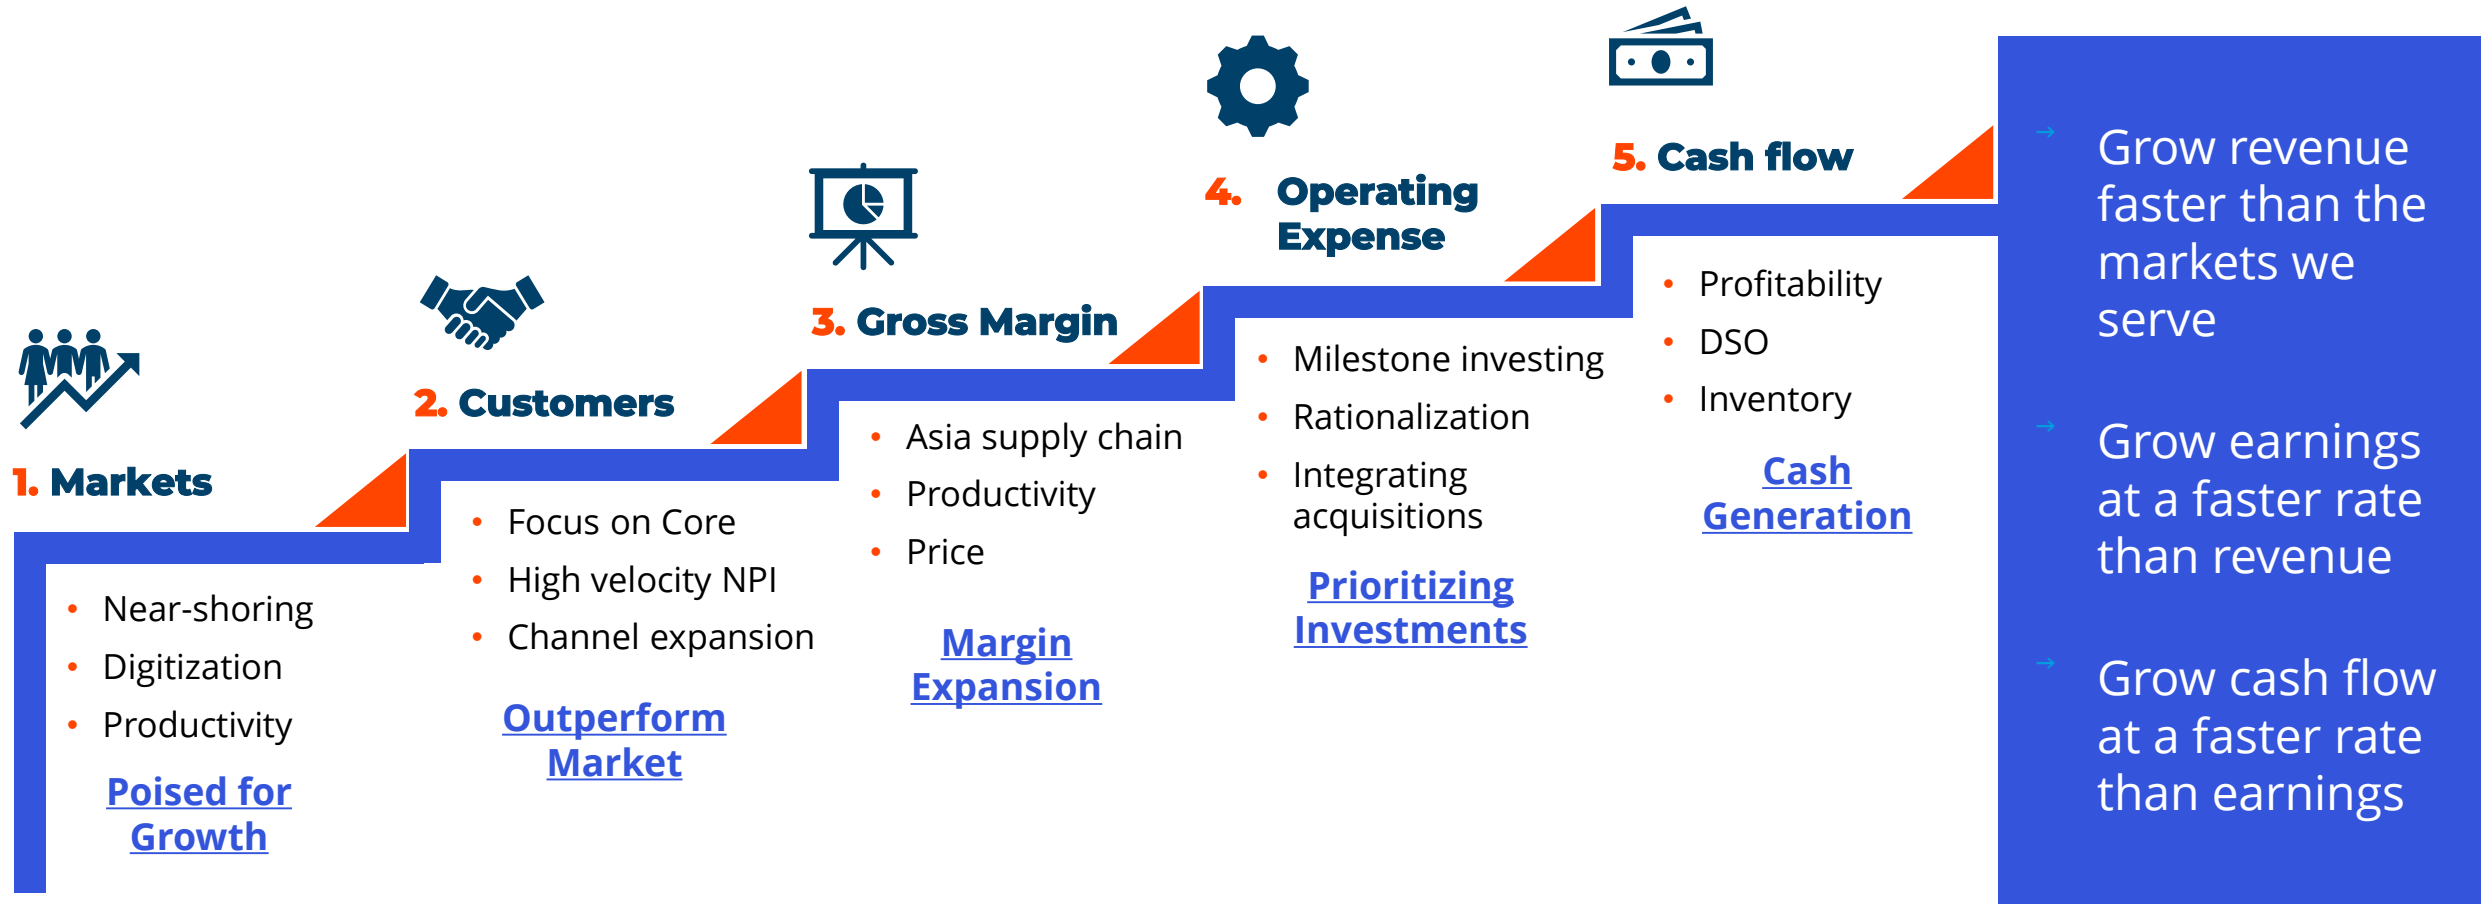 1. Markets
• Near-shoring
• Digitization
• Productivity
Poised for
Growth
2. Customers
• Focus on Core
• High velocity NPI
• Channel expansion
Outperform
Market
3. Gross Margin
• Asia supply chain
• Productivity
• Price
Margin
Expansion
4. Operating
Expense
• Milestone investing
• Rationalization
• Integrating
acquisitions
Prioritizing
Investments
5. Cash flow
• Profitability
• DSO
• Inventory
Cash
Generation
→ Grow revenue
faster than the
markets we
serve
→ Grow earnings
at a faster rate
than revenue
→ Grow cash flow
at a faster rate
than earnings